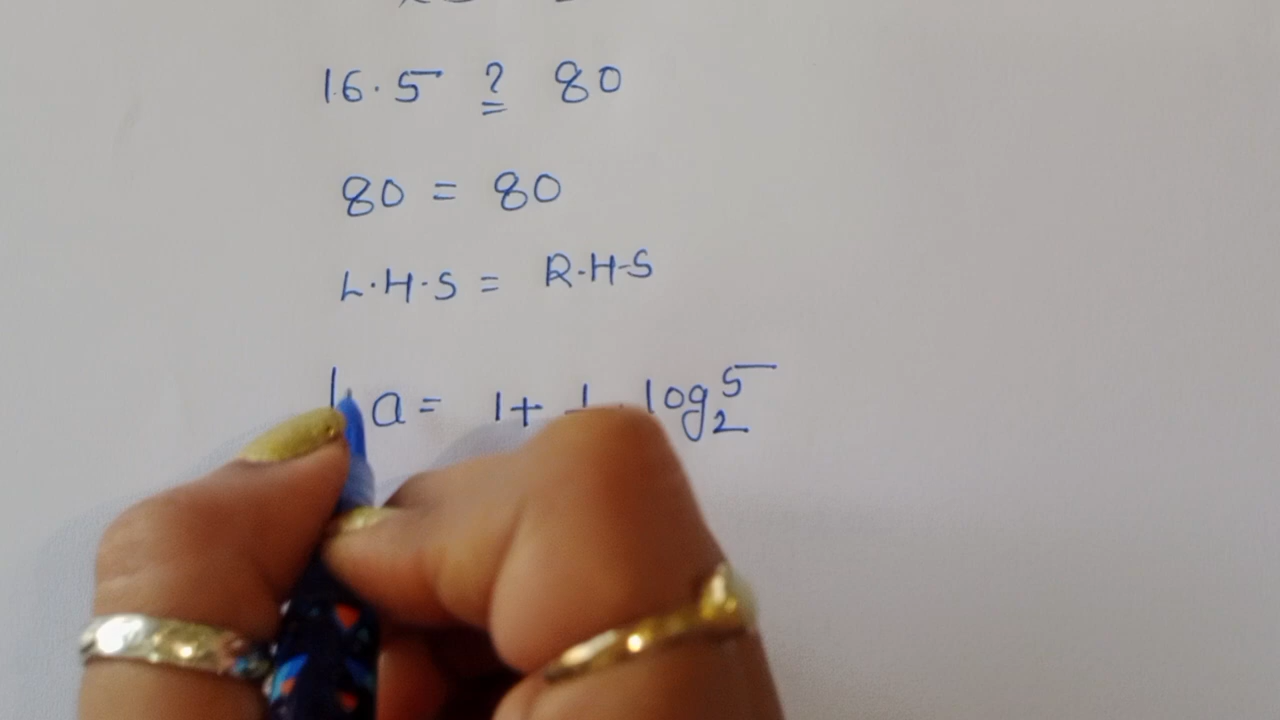 16.5 ≟ 80
80 = 80
L.H.S = R.H-S
a = 1+ log₂5